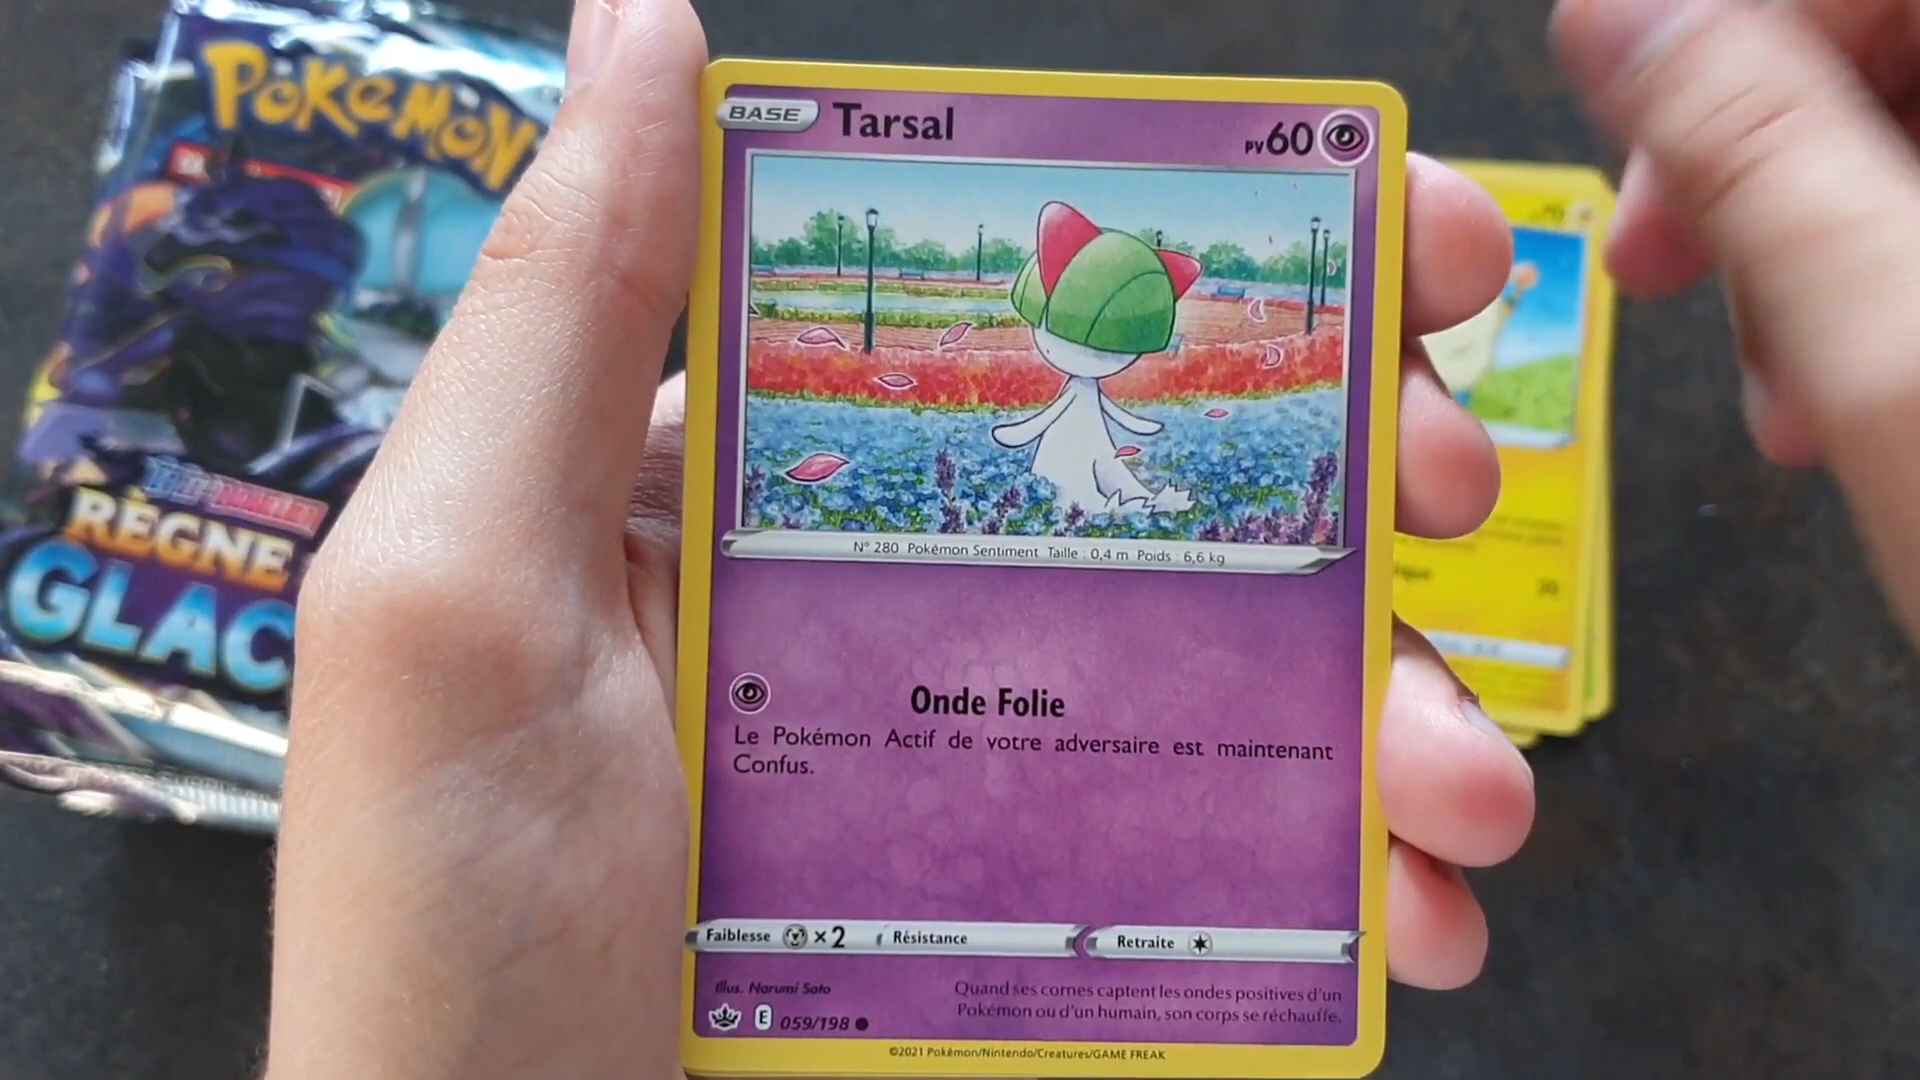 POKÉMON
RÈGNE
GLAC
BASE Tarsal PV60
N° 280 Pokémon Sentiment Taille : 0,4 m Poids : 6,6 kg
Onde Folie
Le Pokémon Actif de votre adversaire est maintenant
Confus.
Faiblesse ×2 Résistance Retraite
Illus. Narumi Sato
Quand ses cornes captent les ondes positives d'un
Pokémon ou d'un humain, son corps se réchauffe.
E 059/198
©2021 Pokémon/Nintendo/Creatures/GAME FREAK
70
20